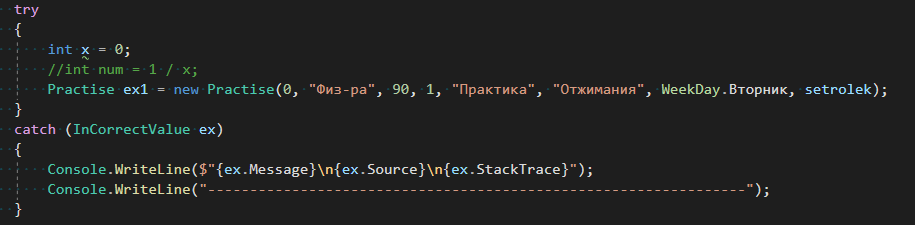 try
{
int x = 0;
//int num = 1 / x;
Practise ex1 = new Practise(0, "Физ-ра", 90, 1, "Практика", "Отжимания", WeekDay.Вторник, setrolek);
}
catch (InCorrectValue ex)
{
Console.WriteLine($"{ex.Message}\n{ex.Source}\n{ex.StackTrace}");
Console.WriteLine("----------------------------------------------------------------");
}